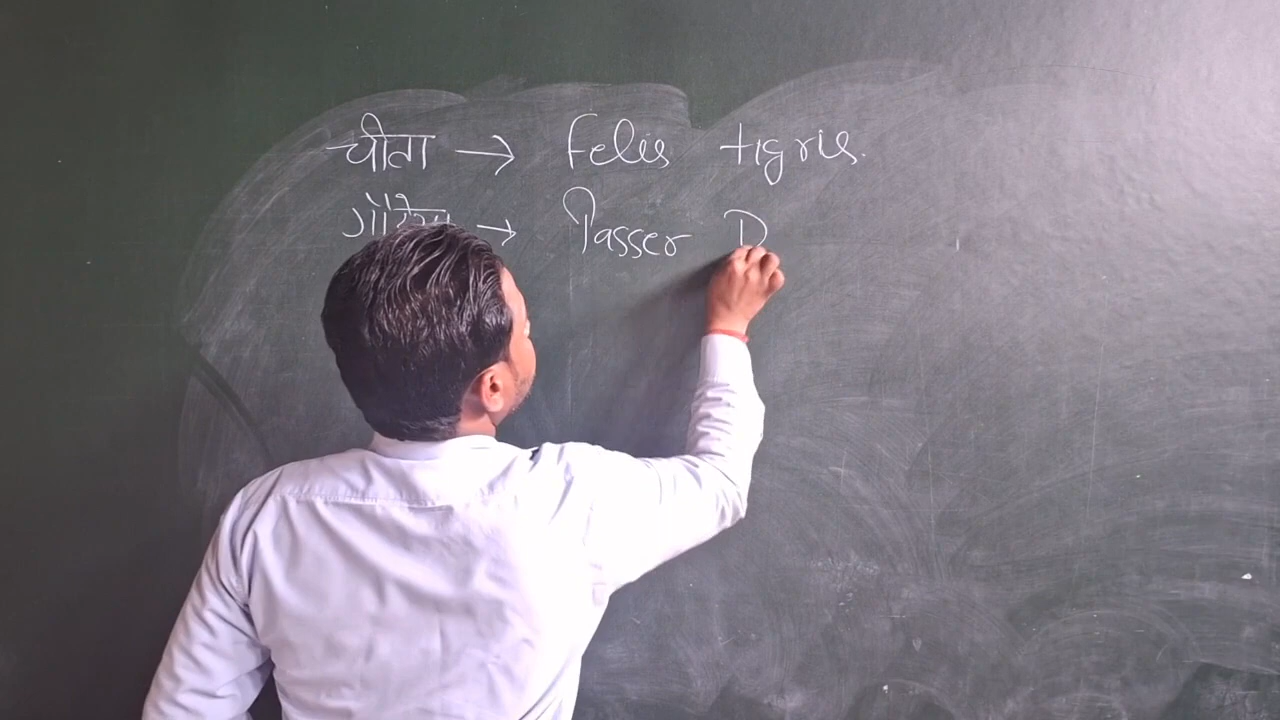 चीता → Felis tigris.
→ Passer D